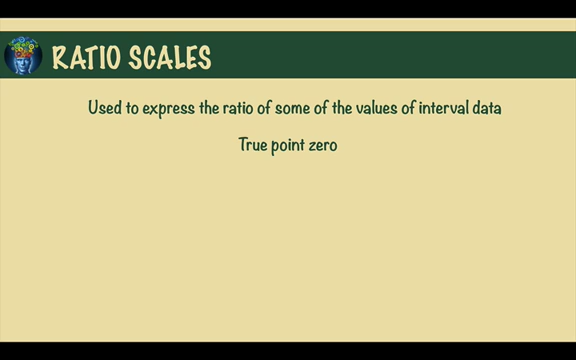 RATIO SCALES
Used to express the ratio of some of the values of interval data
True point zero